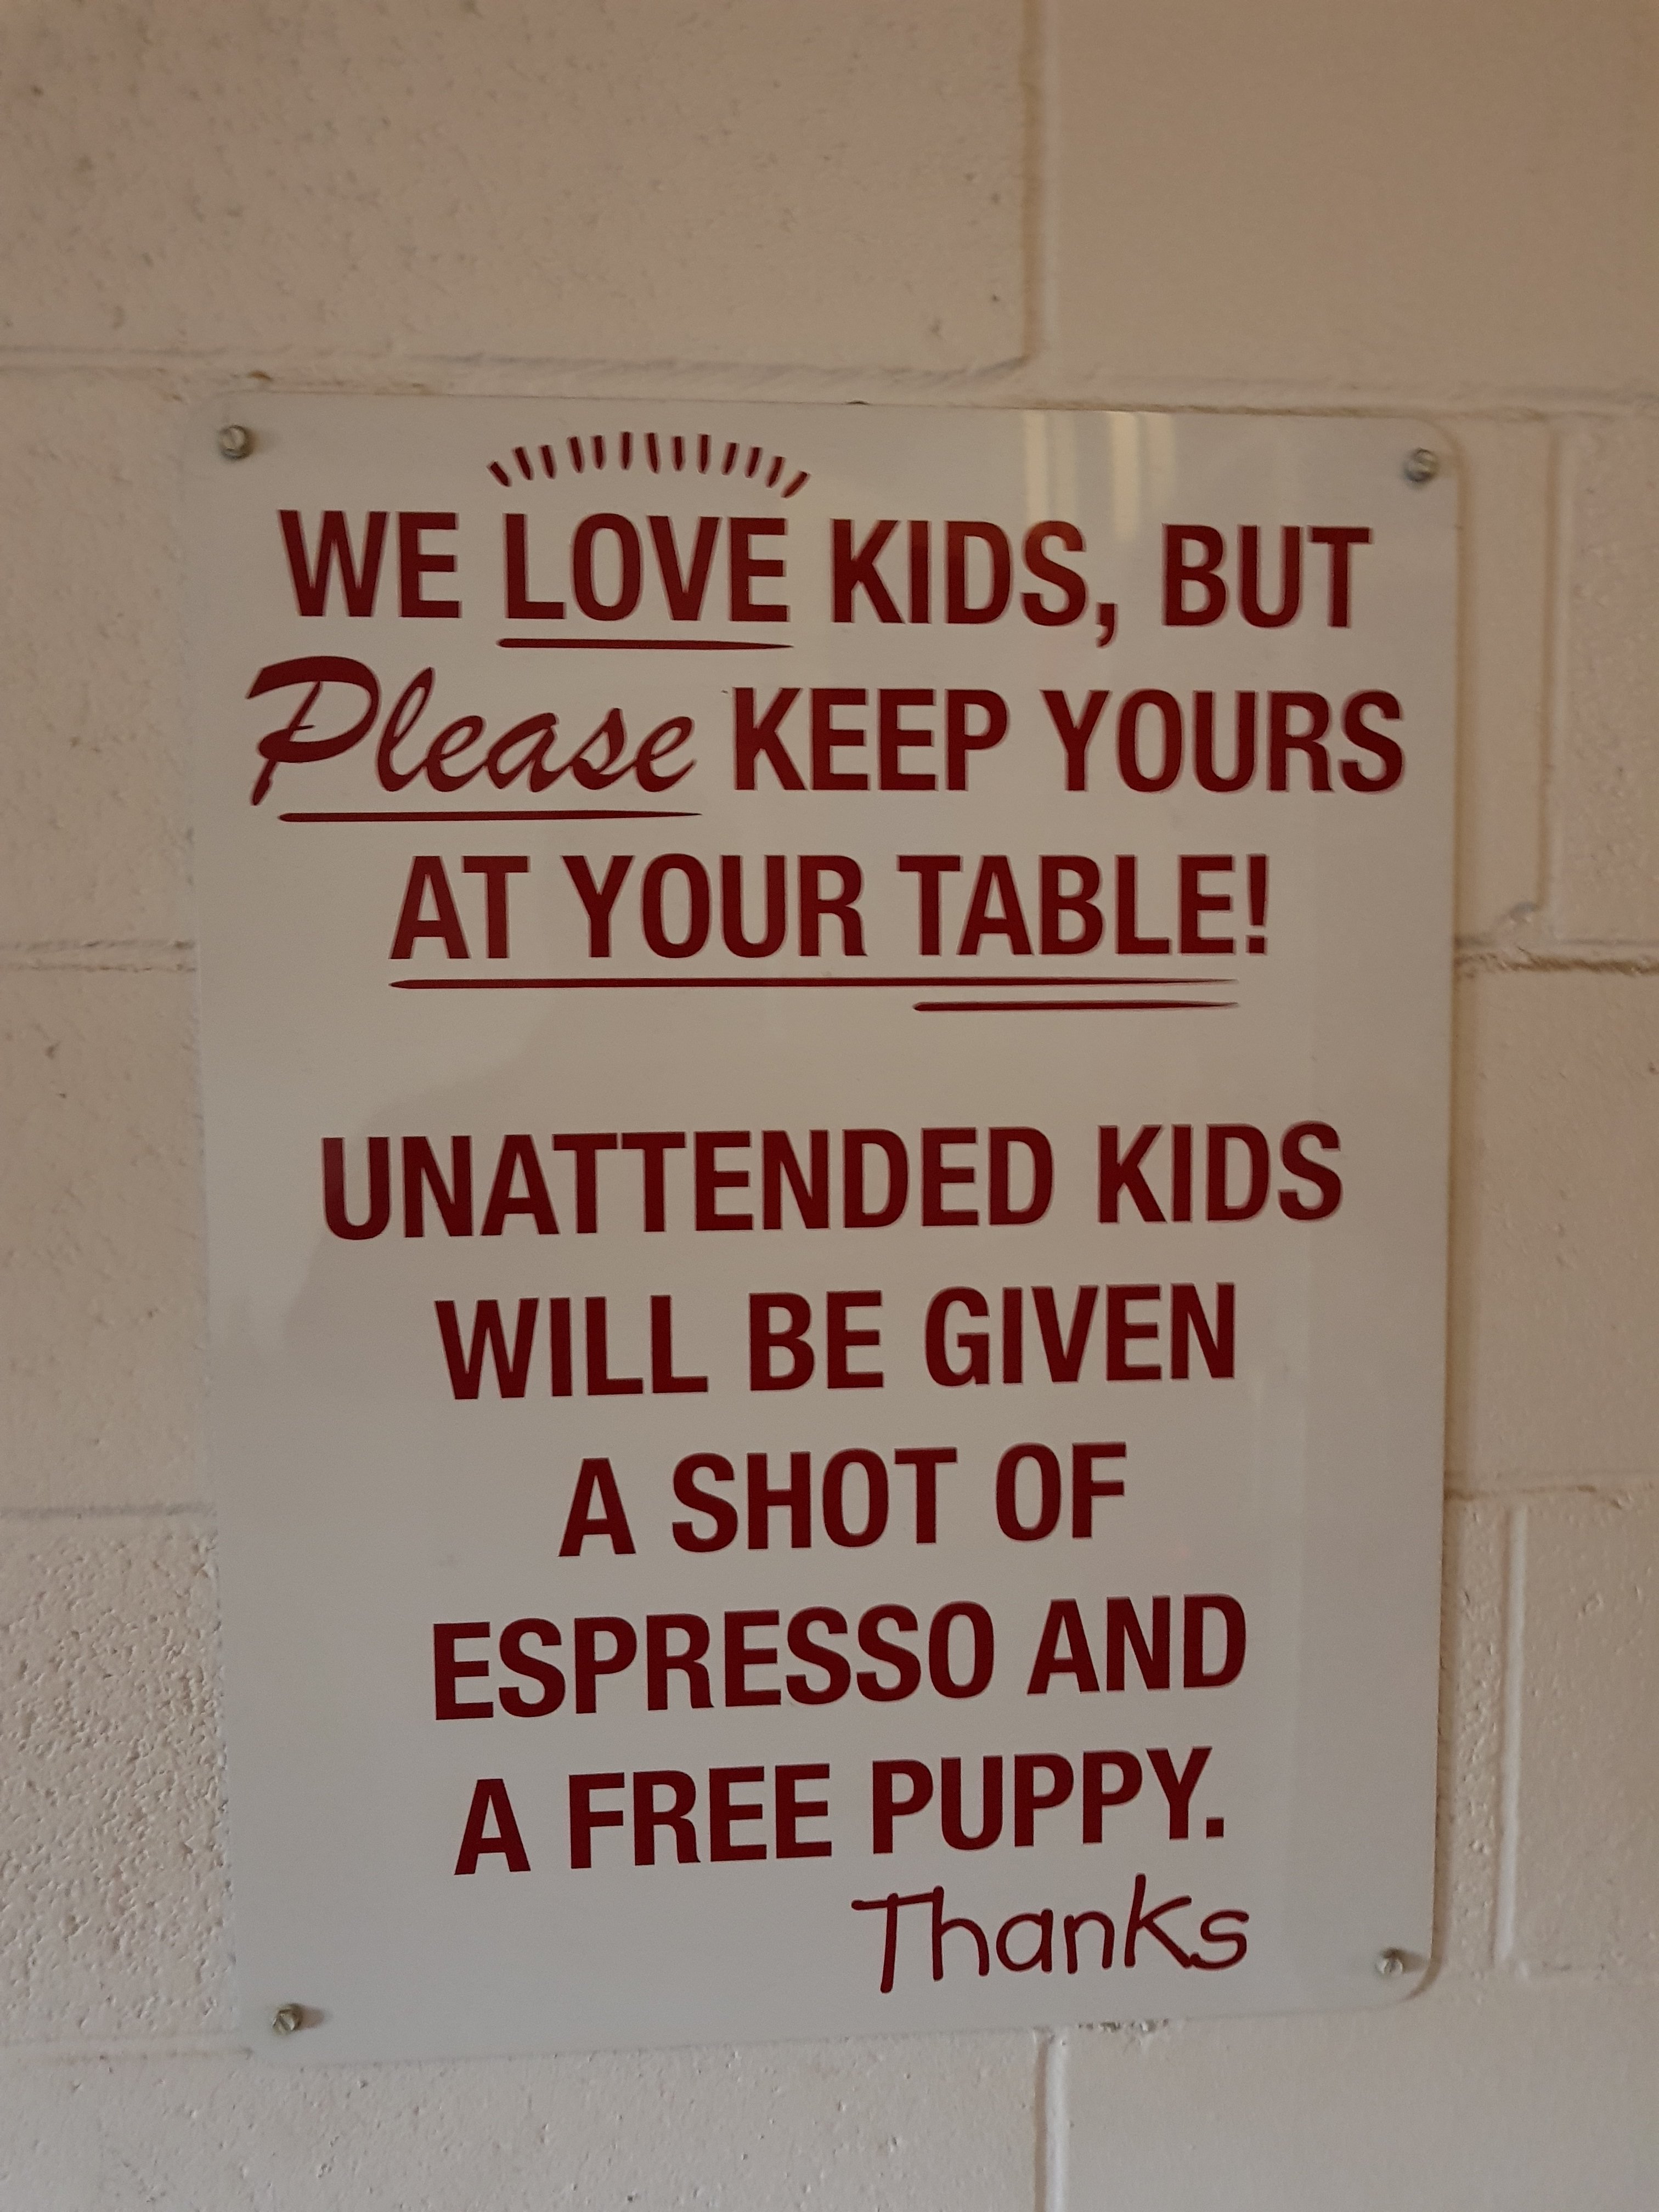 WE LOVE KIDS, BUT
Please KEEP YOURS
AT YOUR TABLE!
UNATTENDED KIDS
WILL BE GIVEN
A SHOT OF
ESPRESSO AND
A FREE PUPPY.
Thanks